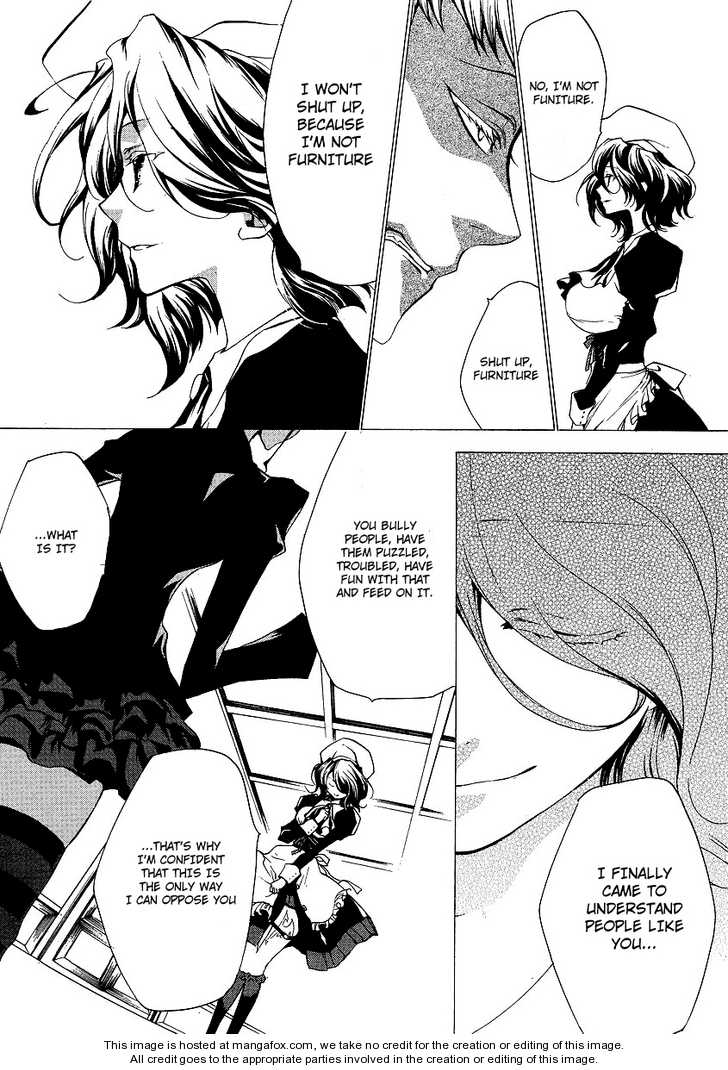 NO, I'M NOT
FUNITURE.
SHUT UP,
FURNITURE
I WON'T
SHUT UP,
BECAUSE
I'M NOT
FURNITURE
I FINALLY
CAME TO
UNDERSTAND
PEOPLE LIKE
YOU...
YOU BULLY
PEOPLE, HAVE
THEM PUZZLED,
TROUBLED, HAVE
FUN WITH THAT
AND FEED ON IT.
...WHAT
IS IT?
...THAT'S WHY
I'M CONFIDENT
THAT THIS IS
THE ONLY WAY
I CAN OPPOSE YOU
This image is hosted at mangafox.com, we take no credit for the creation or editing of this image.
All credit goes to the appropriate parties involved in the creation or editing of this image.